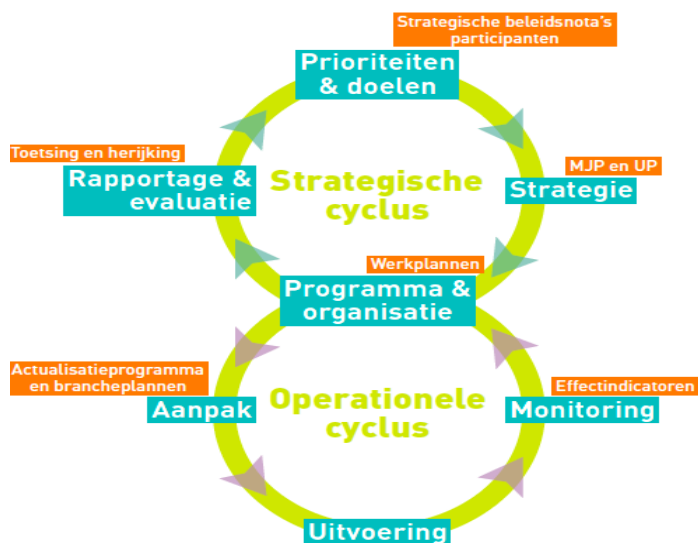 Strategische beleidsnota's
participanten
Prioriteiten
& doelen
Toetsing en herijking
Rapportage &
evaluatie
Strategische
cyclus
MJP en UP
Strategie
Werkplannen
Programma &
organisatie
Actualisatieprogramma
en brancheplannen
Aanpak
Operationele
cyclus
Effectindicatoren
Monitoring
Uitvoering